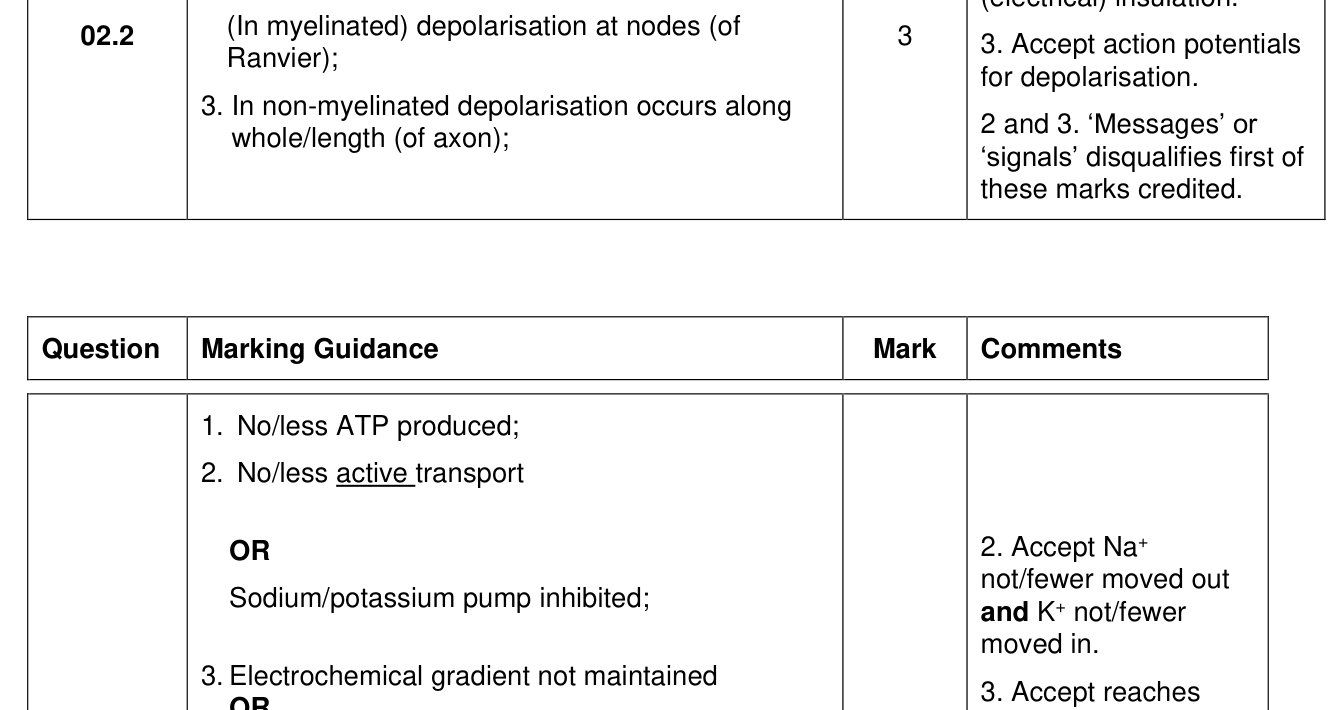 (electrical) insulation.
(In myelinated) depolarisation at nodes (of
02.2
3
Ranvier);
3. Accept action potentials
for depolarisation.
3. In non-myelinated depolarisation occurs along
whole/length (of axon);
2 and 3. ‘Messages’ or
‘signals’ disqualifies first of
these marks credited.
Question
Marking Guidance
Mark
Comments
1. No/less ATP produced;
2. No/less active transport
OR
Sodium/potassium pump inhibited;
2. Accept Na⁺
not/fewer moved out
and K⁺ not/fewer
moved in.
3. Electrochemical gradient not maintained
OR
3. Accept reaches